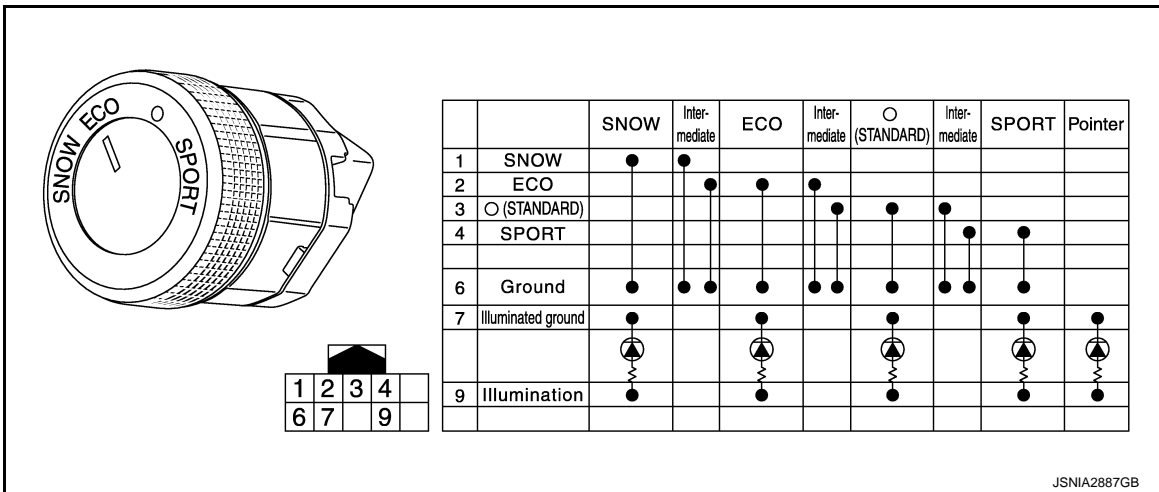 SNOW ECO ○ SPORT
SNOW Inter-mediate ECO Inter-mediate ○ (STANDARD) Inter-mediate SPORT Pointer
1 SNOW
2 ECO
3 ○ (STANDARD)
4 SPORT
6 Ground
7 Illuminated ground
9 Illumination
1 2 3 4
6 7 9
JSNIA2887GB